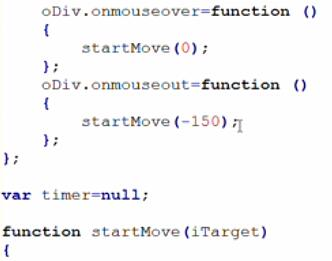 oDiv.onmouseover=function ()
{
startMove(0);
};
oDiv.onmouseout=function ()
{
startMove(-150);
};
};
var timer=null;
function startMove(iTarget)
{